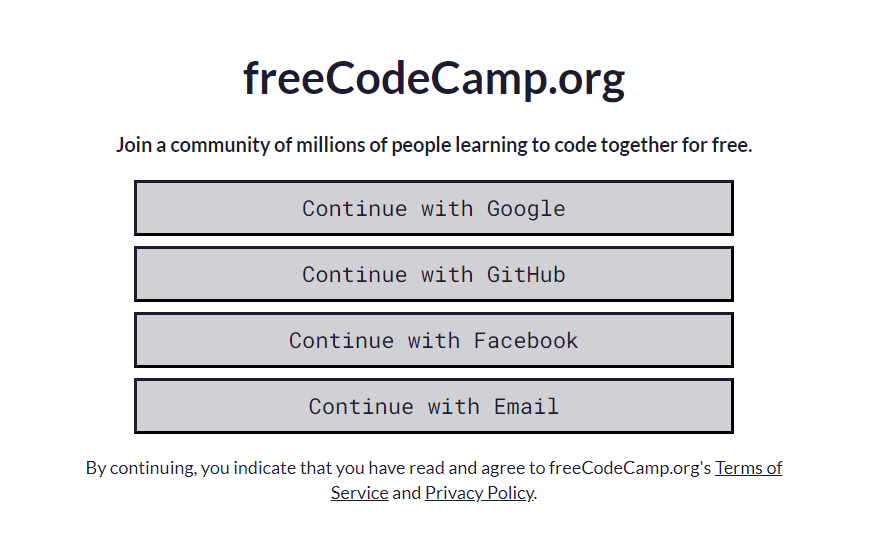 freeCodeCamp.org
Join a community of millions of people learning to code together for free.
Continue with Google
Continue with GitHub
Continue with Facebook
Continue with Email
By continuing, you indicate that you have read and agree to freeCodeCamp.org's Terms of
Service and Privacy Policy.